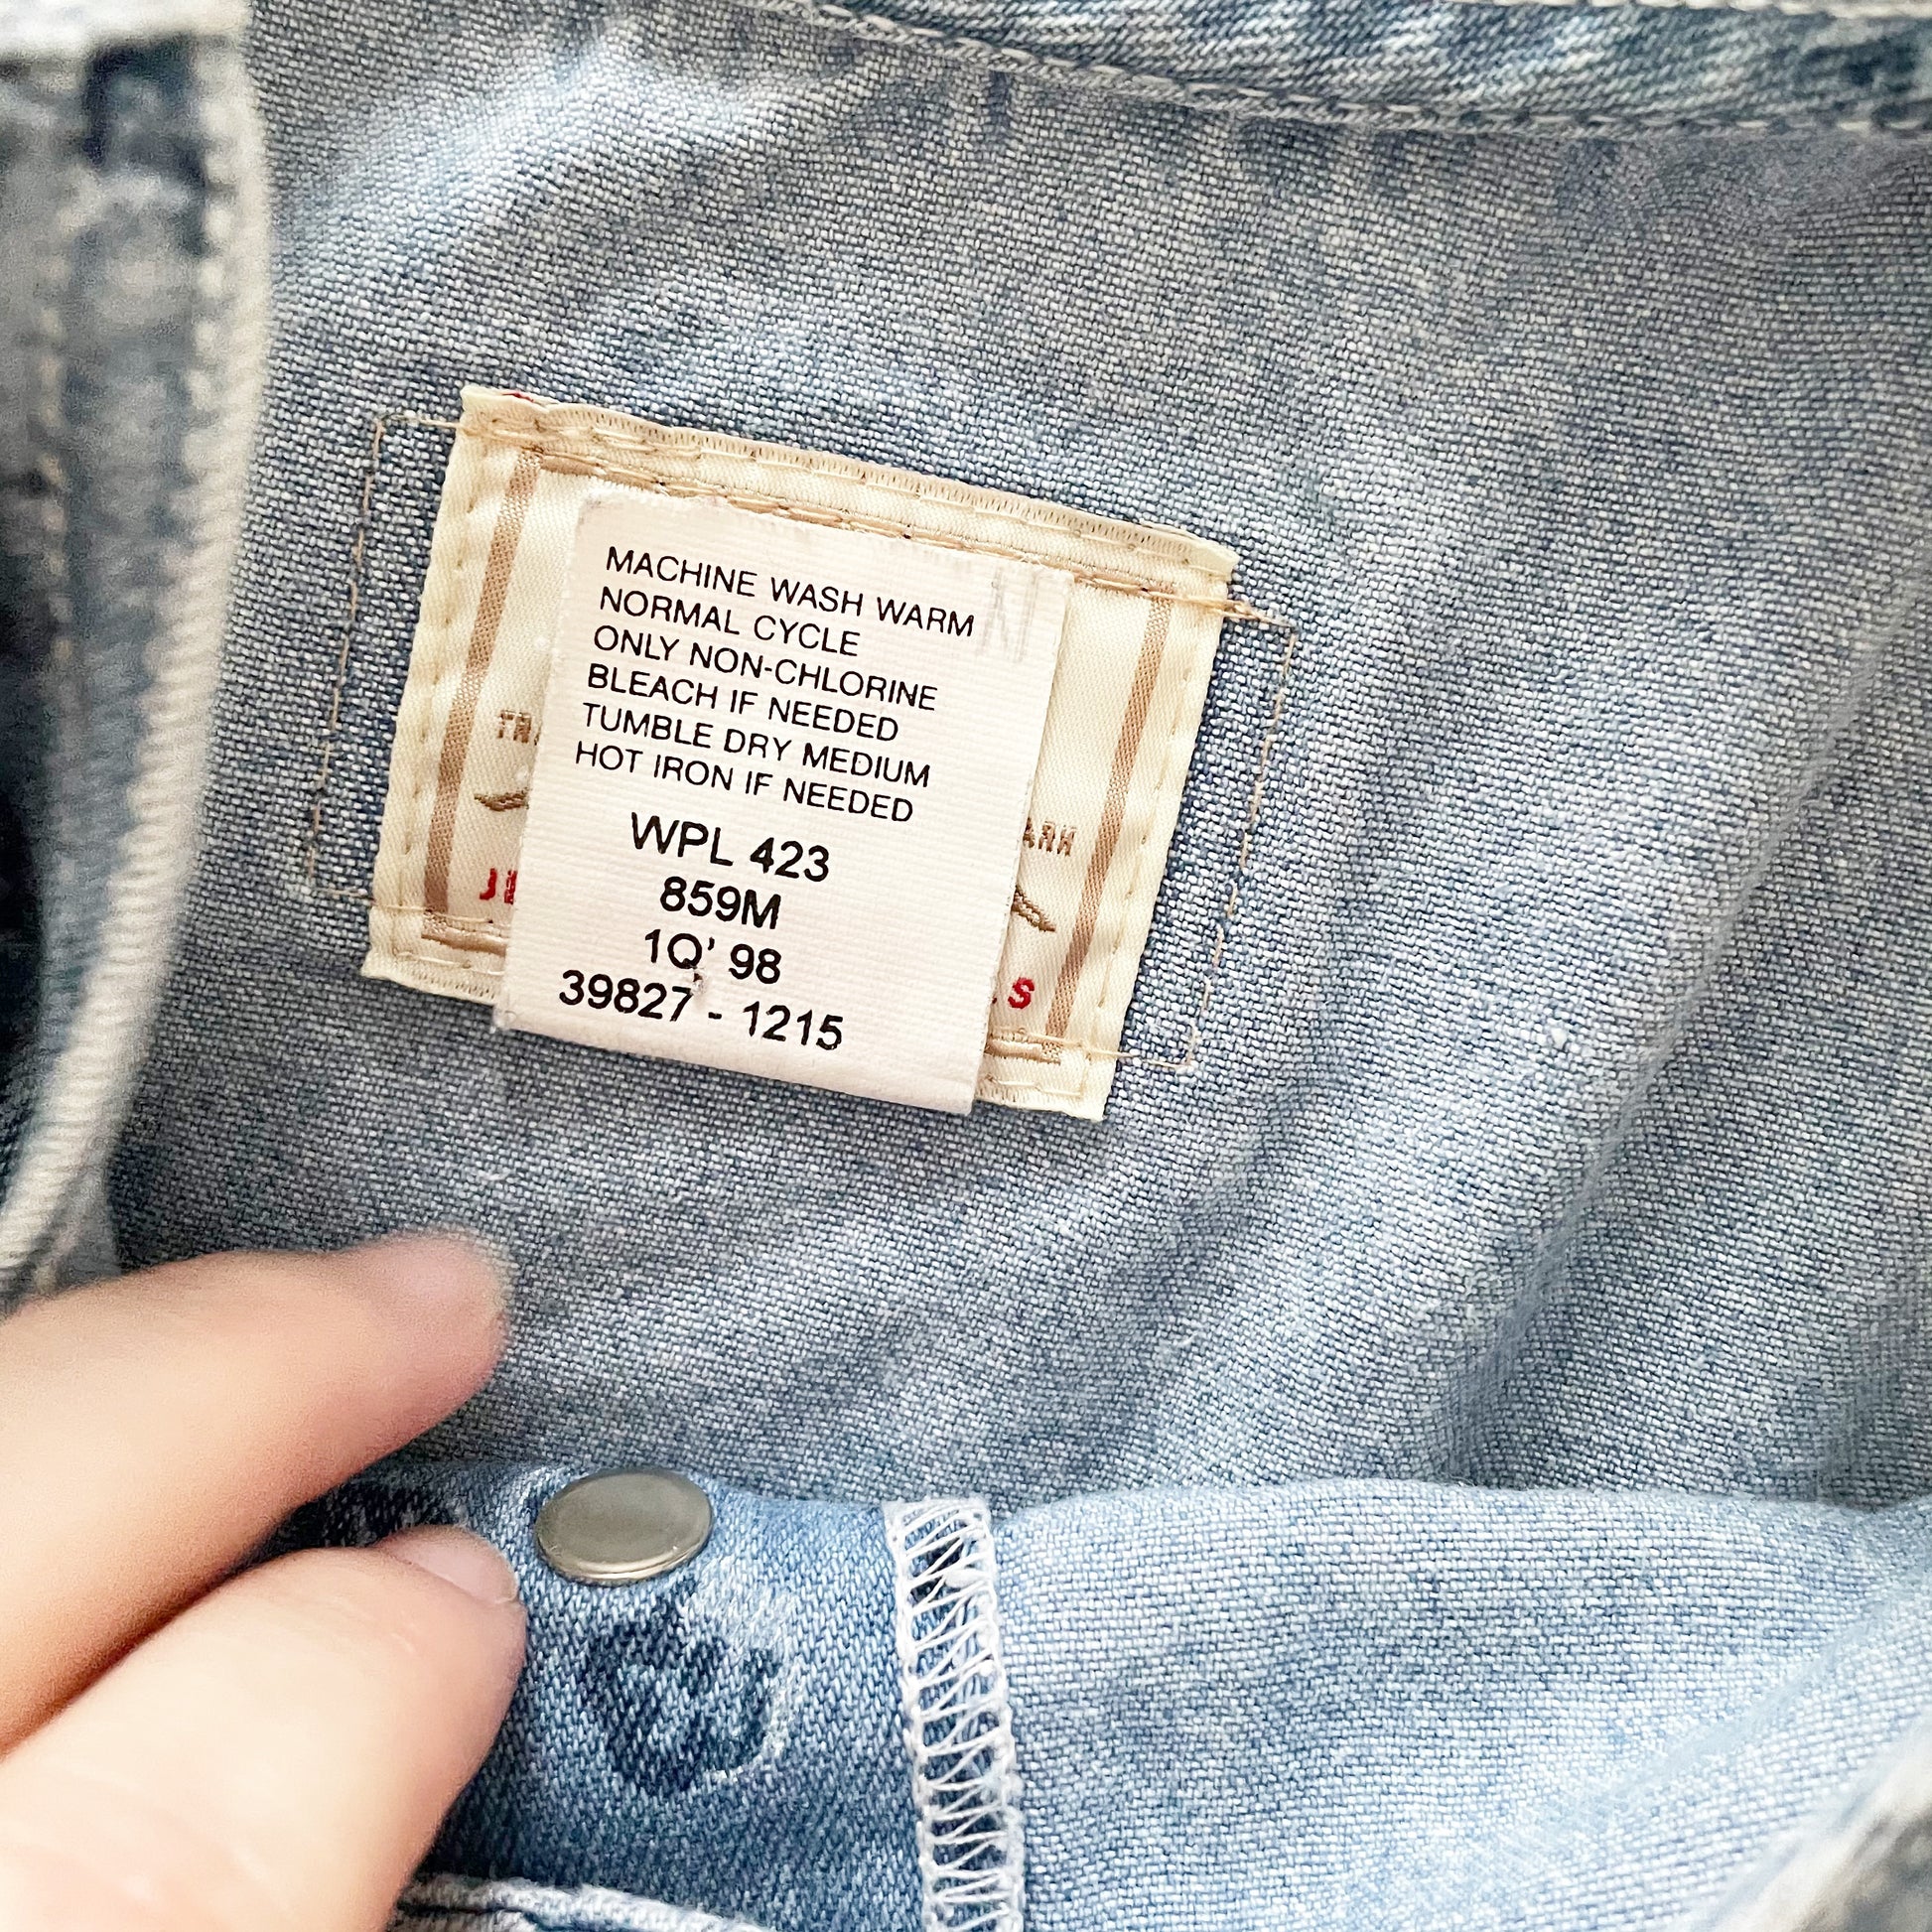 MACHINE WASH WARM
NORMAL CYCLE
ONLY NON-CHLORINE
BLEACH IF NEEDED
TUMBLE DRY MEDIUM
HOT IRON IF NEEDED
WPL 423
859M
1Q' 98
39827 - 1215